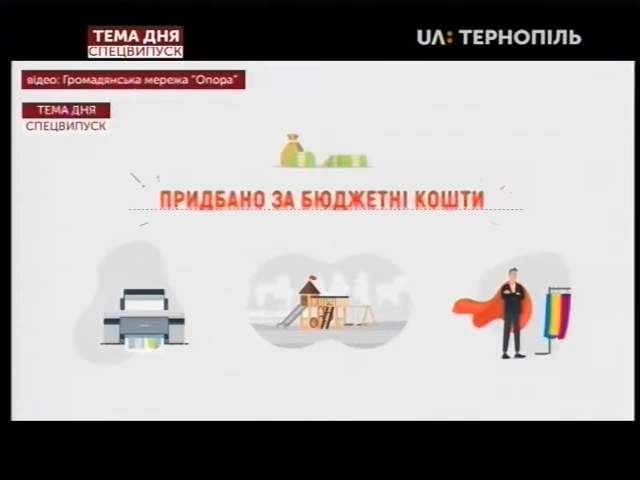 ТЕМА ДНЯ
СПЕЦВИПУСК
UA: ТЕРНОПІЛЬ
відео: Громадянська мережа "Опора"
ТЕМА ДНЯ
СПЕЦВИПУСК
ПРИДБАНО ЗА БЮДЖЕТНІ КОШТИ